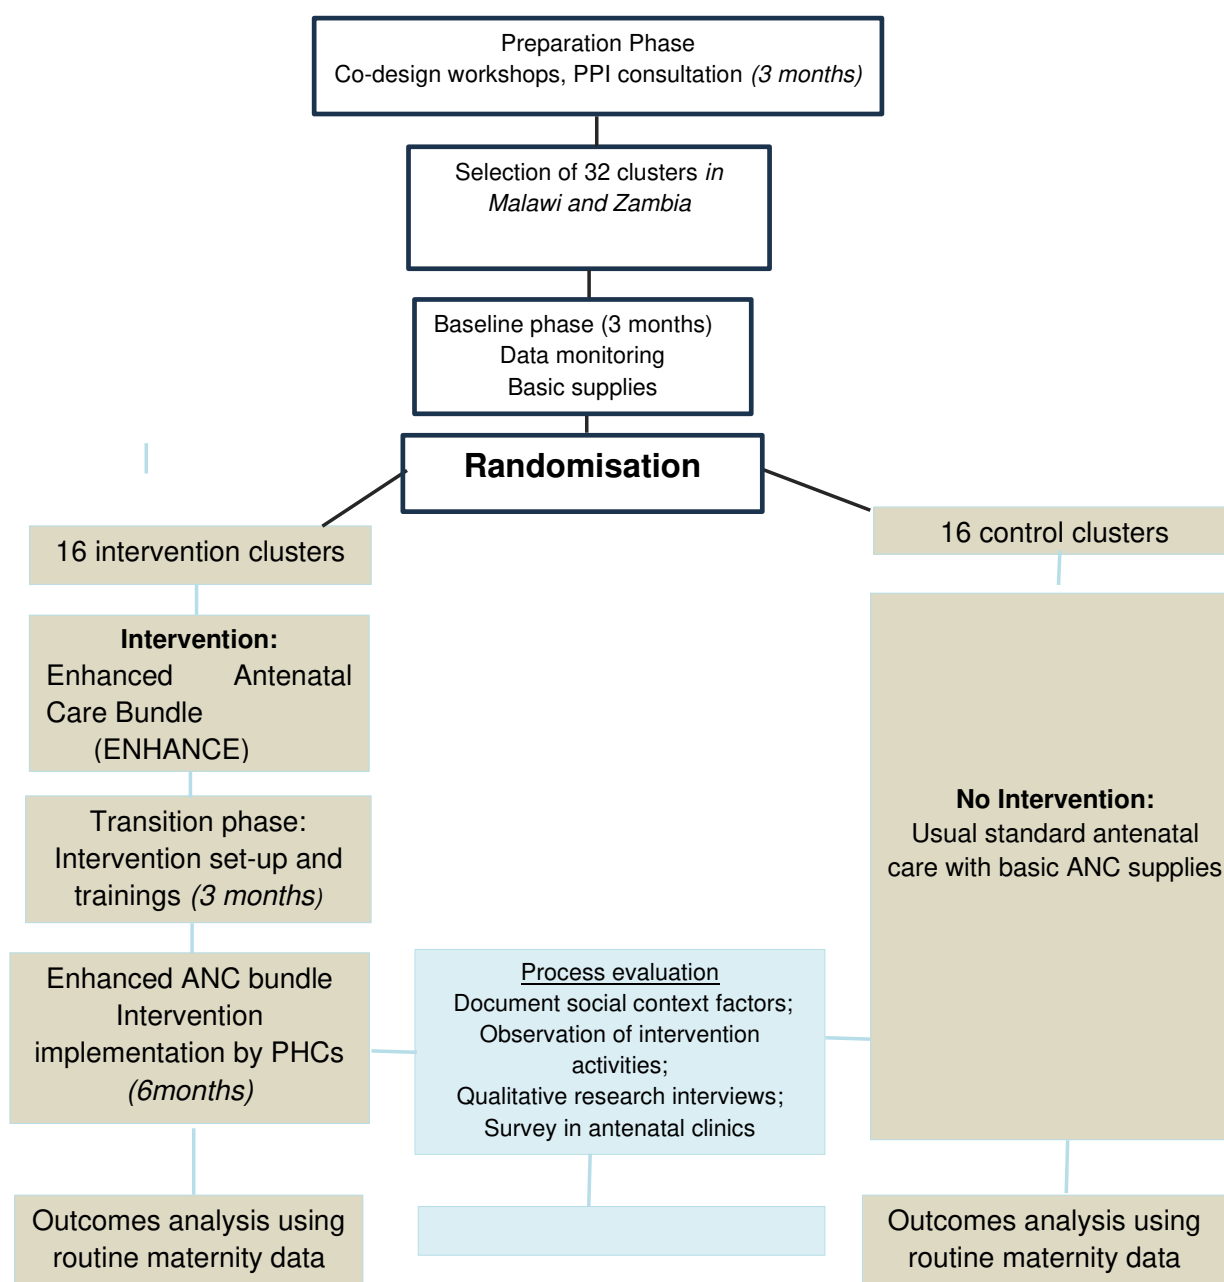 Preparation Phase
Co-design workshops, PPI consultation (3 months)
Selection of 32 clusters in
Malawi and Zambia
Baseline phase (3 months)
Data monitoring
Basic supplies
Randomisation
16 intervention clusters
16 control clusters
Intervention:
Enhanced Antenatal
Care Bundle
(ENHANCE)
Transition phase:
Intervention set-up and
trainings (3 months)
No Intervention:
Usual standard antenatal
care with basic ANC supplies
Enhanced ANC bundle
Intervention
implementation by PHCs
(6months)
Process evaluation
Document social context factors;
Observation of intervention
activities;
Qualitative research interviews;
Survey in antenatal clinics
Outcomes analysis using
routine maternity data
Outcomes analysis using
routine maternity data